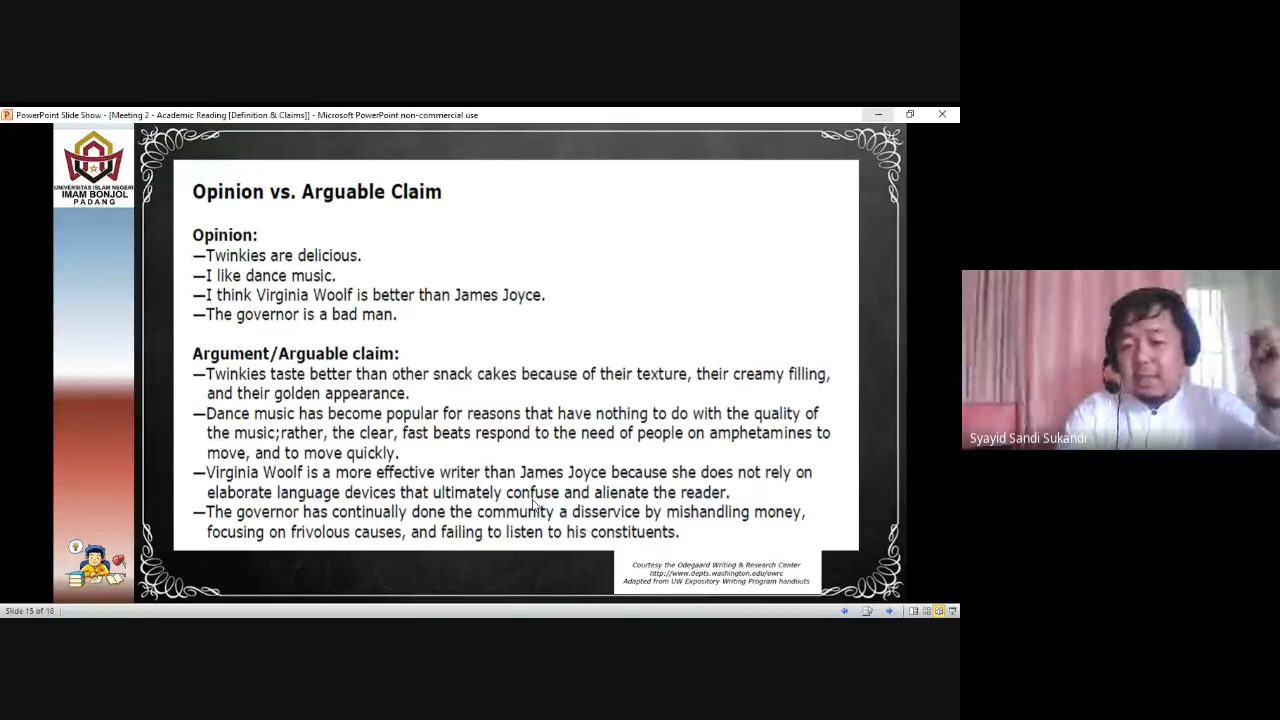 PowerPoint Slide Show - [Meeting 2 - Academic Reading [Definition & Claims]] - Microsoft PowerPoint non-commercial use
UNIVERSITAS ISLAM NEGERI
IMAM BONJOL
PADANG
Opinion vs. Arguable Claim
Opinion:
—Twinkies are delicious.
—I like dance music.
—I think Virginia Woolf is better than James Joyce.
—The governor is a bad man.
Argument/Arguable claim:
—Twinkies taste better than other snack cakes because of their texture, their creamy filling,
and their golden appearance.
—Dance music has become popular for reasons that have nothing to do with the quality of
the music;rather, the clear, fast beats respond to the need of people on amphetamines to
move, and to move quickly.
—Virginia Woolf is a more effective writer than James Joyce because she does not rely on
elaborate language devices that ultimately confuse and alienate the reader.
—The governor has continually done the community a disservice by mishandling money,
focusing on frivolous causes, and failing to listen to his constituents.
Courtesy the Odegaard Writing & Research Center
http://www.depts.washington.edu/owrc
Adapted from UW Expository Writing Program handouts
Slide 15 of 16
Syayid Sandi Sukandi